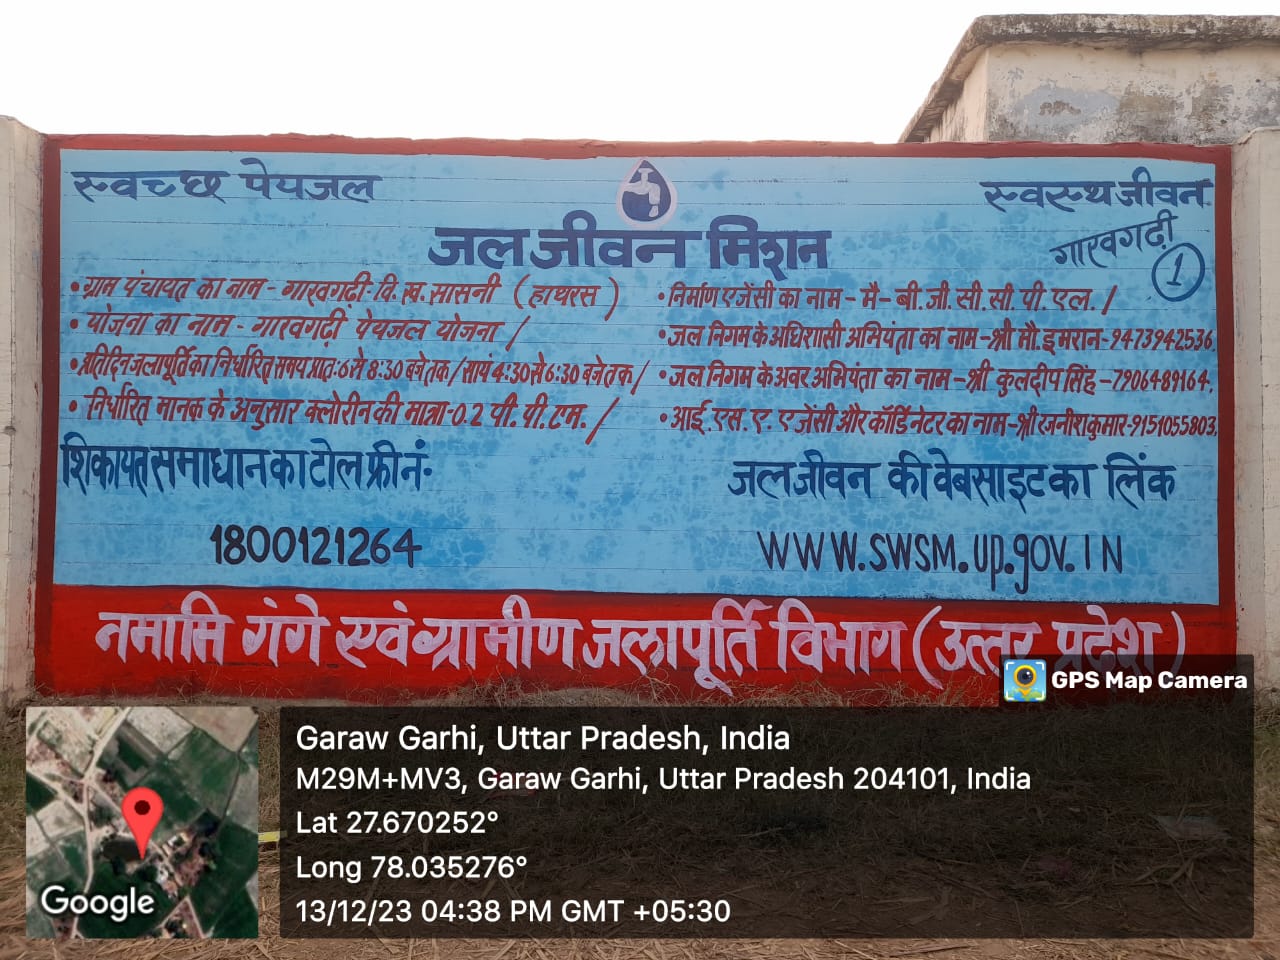 स्वच्छ पेयजल
स्वस्थ जीवन
जल जीवन मिशन
गारवगढ़ी
1
• ग्राम पंचायत का नाम - गारवगढ़ी वि. ख. सासनी (हाथरस)
• योजना का नाम - गारवगढ़ी पेयजल योजना /
• प्रतिदिन जलापूर्ति का निर्धारित समय प्रातः 6 से 8:30 बजे तक / सायं 4:30 से 6:30 बजे तक /
• निर्धारित मानक के अनुसार क्लोरीन की मात्रा - 0.2 पी. पी. एम. /
• निर्माण एजेंसी का नाम - मै - बी. जी. सी. सी. पी. एल. /
• जल निगम के अधिशासी अभियंता का नाम - श्री मौ. इमरान - 9473942536,
• जल निगम के अवर अभियंता का नाम - श्री कुलदीप सिंह - 7906489164,
• आई. एस. ए. एजेंसी और कॉर्डिनेटर का नाम - श्री रजनीश कुमार - 9151055803,
शिकायत समाधान का टोल फ्री नं.
1800121264
जल जीवन की वेबसाइट का लिंक
WWW.SWSM.UP.gOV.IN
नमामि गंगे एवं ग्रामीण जलापूर्ति विभाग (उत्तर प्रदेश)
GPS Map Camera
Garaw Garhi, Uttar Pradesh, India
M29M+MV3, Garaw Garhi, Uttar Pradesh 204101, India
Lat 27.670252°
Long 78.035276°
13/12/23 04:38 PM GMT +05:30
Google